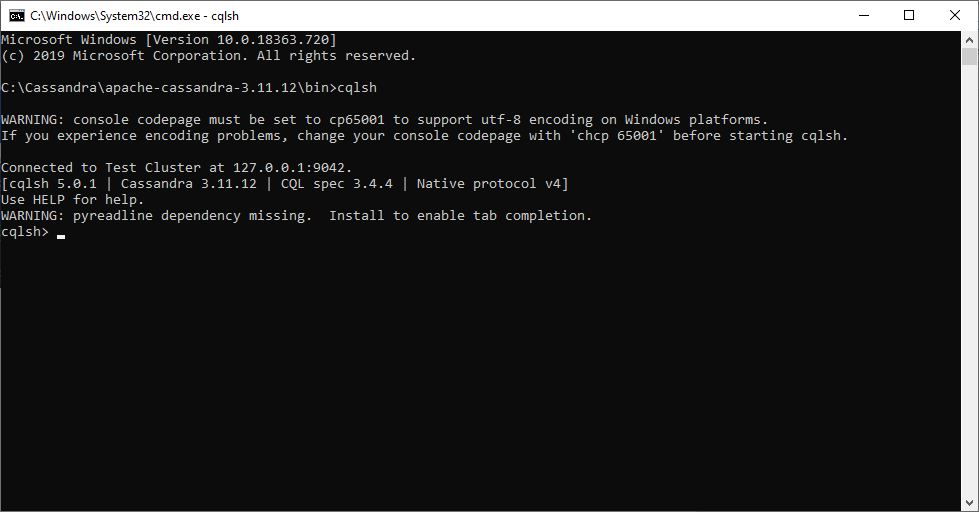 C:\Windows\System32\cmd.exe - cqlsh
Microsoft Windows [Version 10.0.18363.720]
(c) 2019 Microsoft Corporation. All rights reserved.
C:\Cassandra\apache-cassandra-3.11.12\bin>cqlsh
WARNING: console codepage must be set to cp65001 to support utf-8 encoding on Windows platforms.
If you experience encoding problems, change your console codepage with 'chcp 65001' before starting cqlsh.
Connected to Test Cluster at 127.0.0.1:9042.
[cqlsh 5.0.1 | Cassandra 3.11.12 | CQL spec 3.4.4 | Native protocol v4]
Use HELP for help.
WARNING: pyreadline dependency missing.  Install to enable tab completion.
cqlsh>